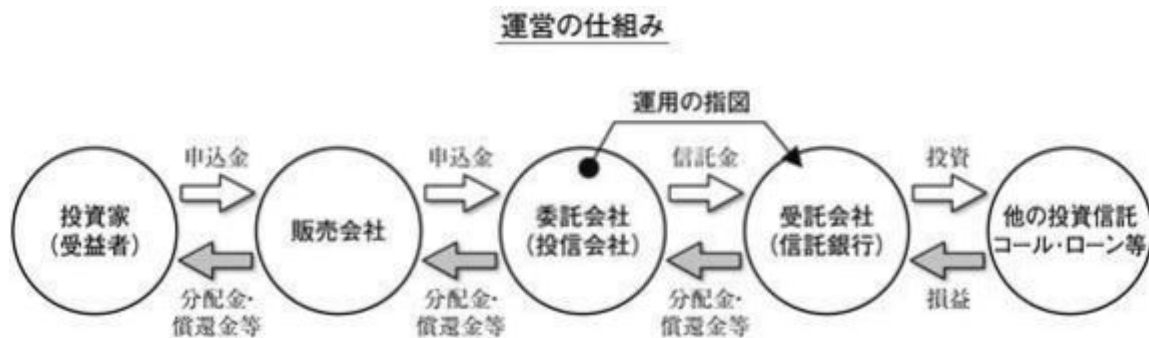 運営の仕組み
運用の指図
申込金
申込金
信託金
投資
投資家
(受益者)
販売会社
委託会社
(投信会社)
受託会社
(信託銀行)
他の投資信託
コール・ローン等
分配金・
償還金等
分配金・
償還金等
分配金・
償還金等
損益